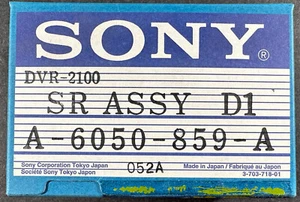 SONY®
DVR-2100
SR ASSY D1
A-6050-859-A
Sony Corporation Tokyo Japan
Société Sony Tokyo Japon
052A
Made in Japan / Fabriqué au Japon
3-703-718-01